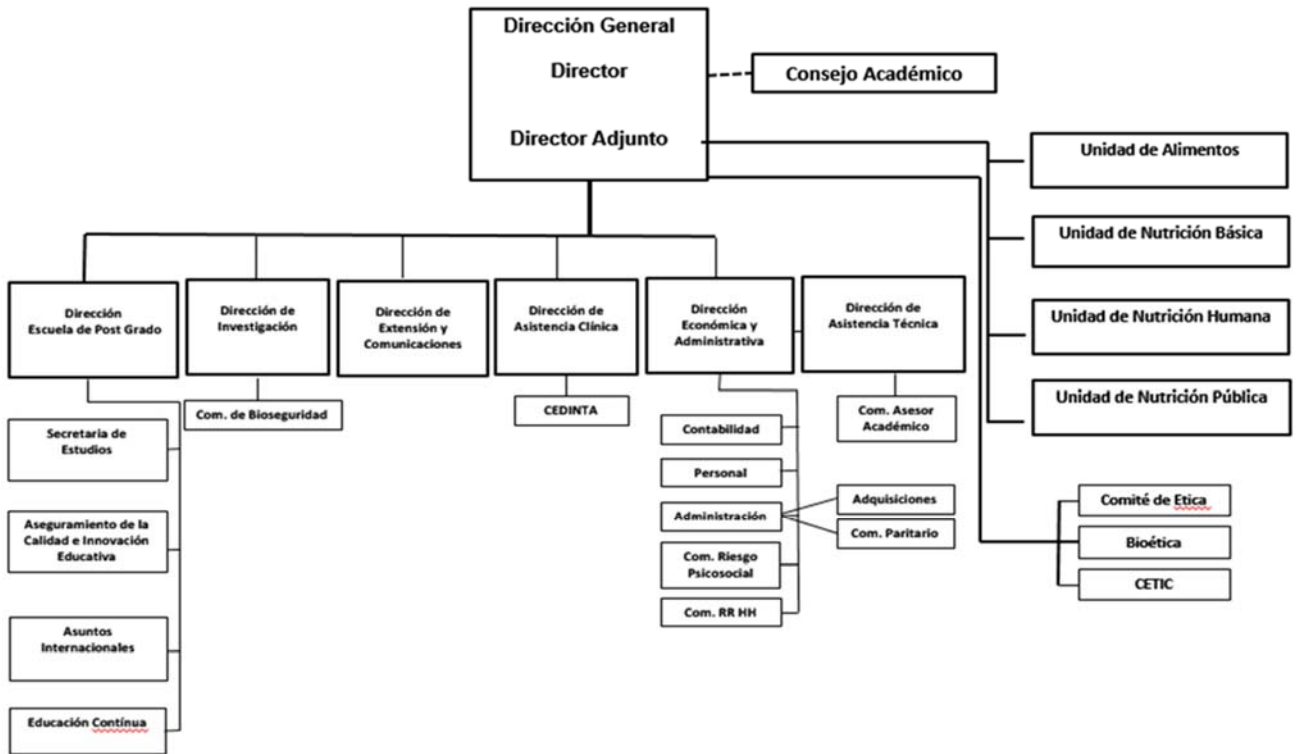 Dirección General
Director
Consejo Académico
Director Adjunto
Unidad de Alimentos
Unidad de Nutrición Básica
Unidad de Nutrición Humana
Unidad de Nutrición Pública
Dirección
Escuela de Post Grado
Dirección de
Investigación
Dirección de
Extensión y
Comunicaciones
Dirección de
Asistencia Clínica
Dirección
Económica y
Administrativa
Dirección de
Asistencia Técnica
Com. de Bioseguridad
CEDINTA
Com. Asesor
Académico
Secretaria de
Estudios
Aseguramiento de la
Calidad e Innovación
Educativa
Asuntos
Internacionales
Educación Contínua
Contabilidad
Personal
Administración
Com. Riesgo
Psicosocial
Com. RR HH
Adquisiciones
Com. Paritario
Comité de Etica
Bioética
CETIC